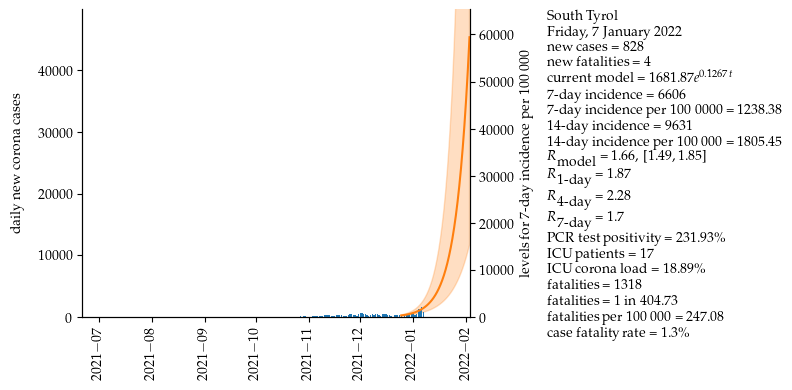 daily new corona cases
0
10000
20000
30000
40000
2021−07
2021−08
2021−09
2021−10
2021−11
2021−12
2022−01
2022−02
0
10000
20000
30000
40000
50000
60000
levels for 7-day incidence per 100 000
South Tyrol
Friday, 7 January 2022
new cases = 828
new fatalities = 4
current model = 1681.87e^0.1267 t
7-day incidence = 6606
7-day incidence per 100 0000 = 1238.38
14-day incidence = 9631
14-day incidence per 100 000 = 1805.45
R model = 1.66, [1.49, 1.85]
R 1-day = 1.87
R 4-day = 2.28
R 7-day = 1.7
PCR test positivity = 231.93%
ICU patients = 17
ICU corona load = 18.89%
fatalities = 1318
fatalities = 1 in 404.73
fatalities per 100 000 = 247.08
case fatality rate = 1.3%